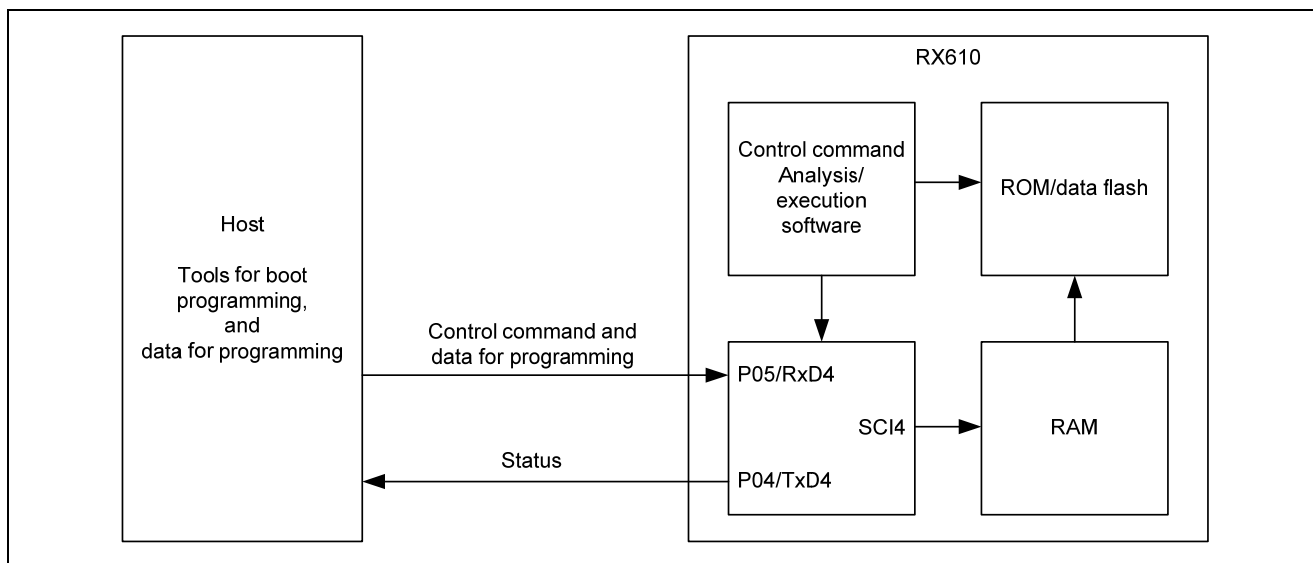 Host
Tools for boot
programming,
and
data for programming
Control command and
data for programming
Status
RX610
Control command
Analysis/
execution
software
ROM/data flash
P05/RxD4
SCI4
P04/TxD4
RAM